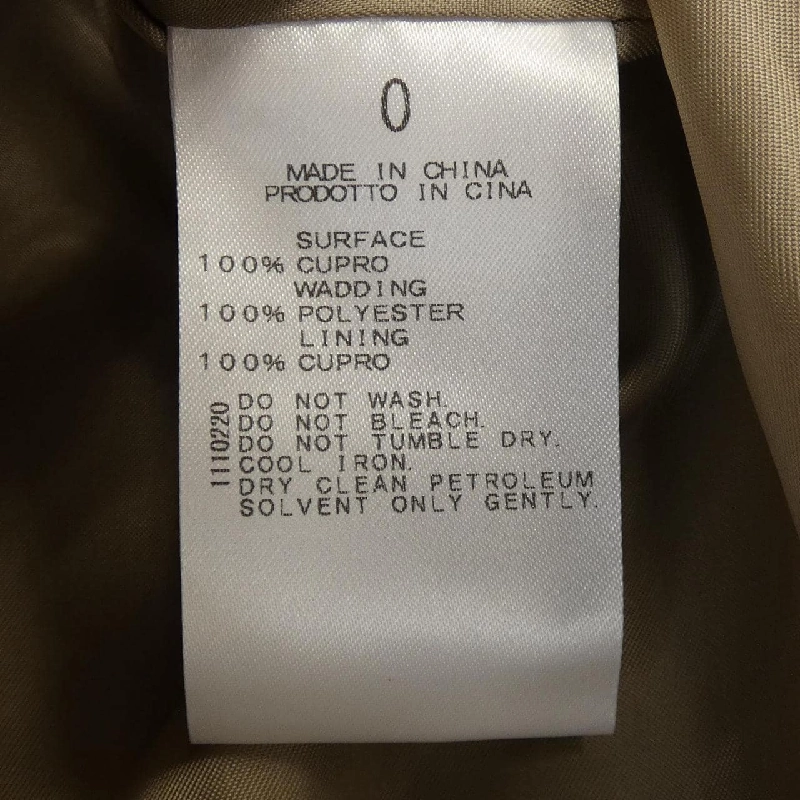 0
MADE IN CHINA
PRODOTTO IN CINA
SURFACE
100% CUPRO
WADDING
100% POLYESTER
LINING
100% CUPRO
1110220
DO NOT WASH.
DO NOT BLEACH.
DO NOT TUMBLE DRY.
COOL IRON.
DRY CLEAN PETROLEUM
SOLVENT ONLY GENTLY.